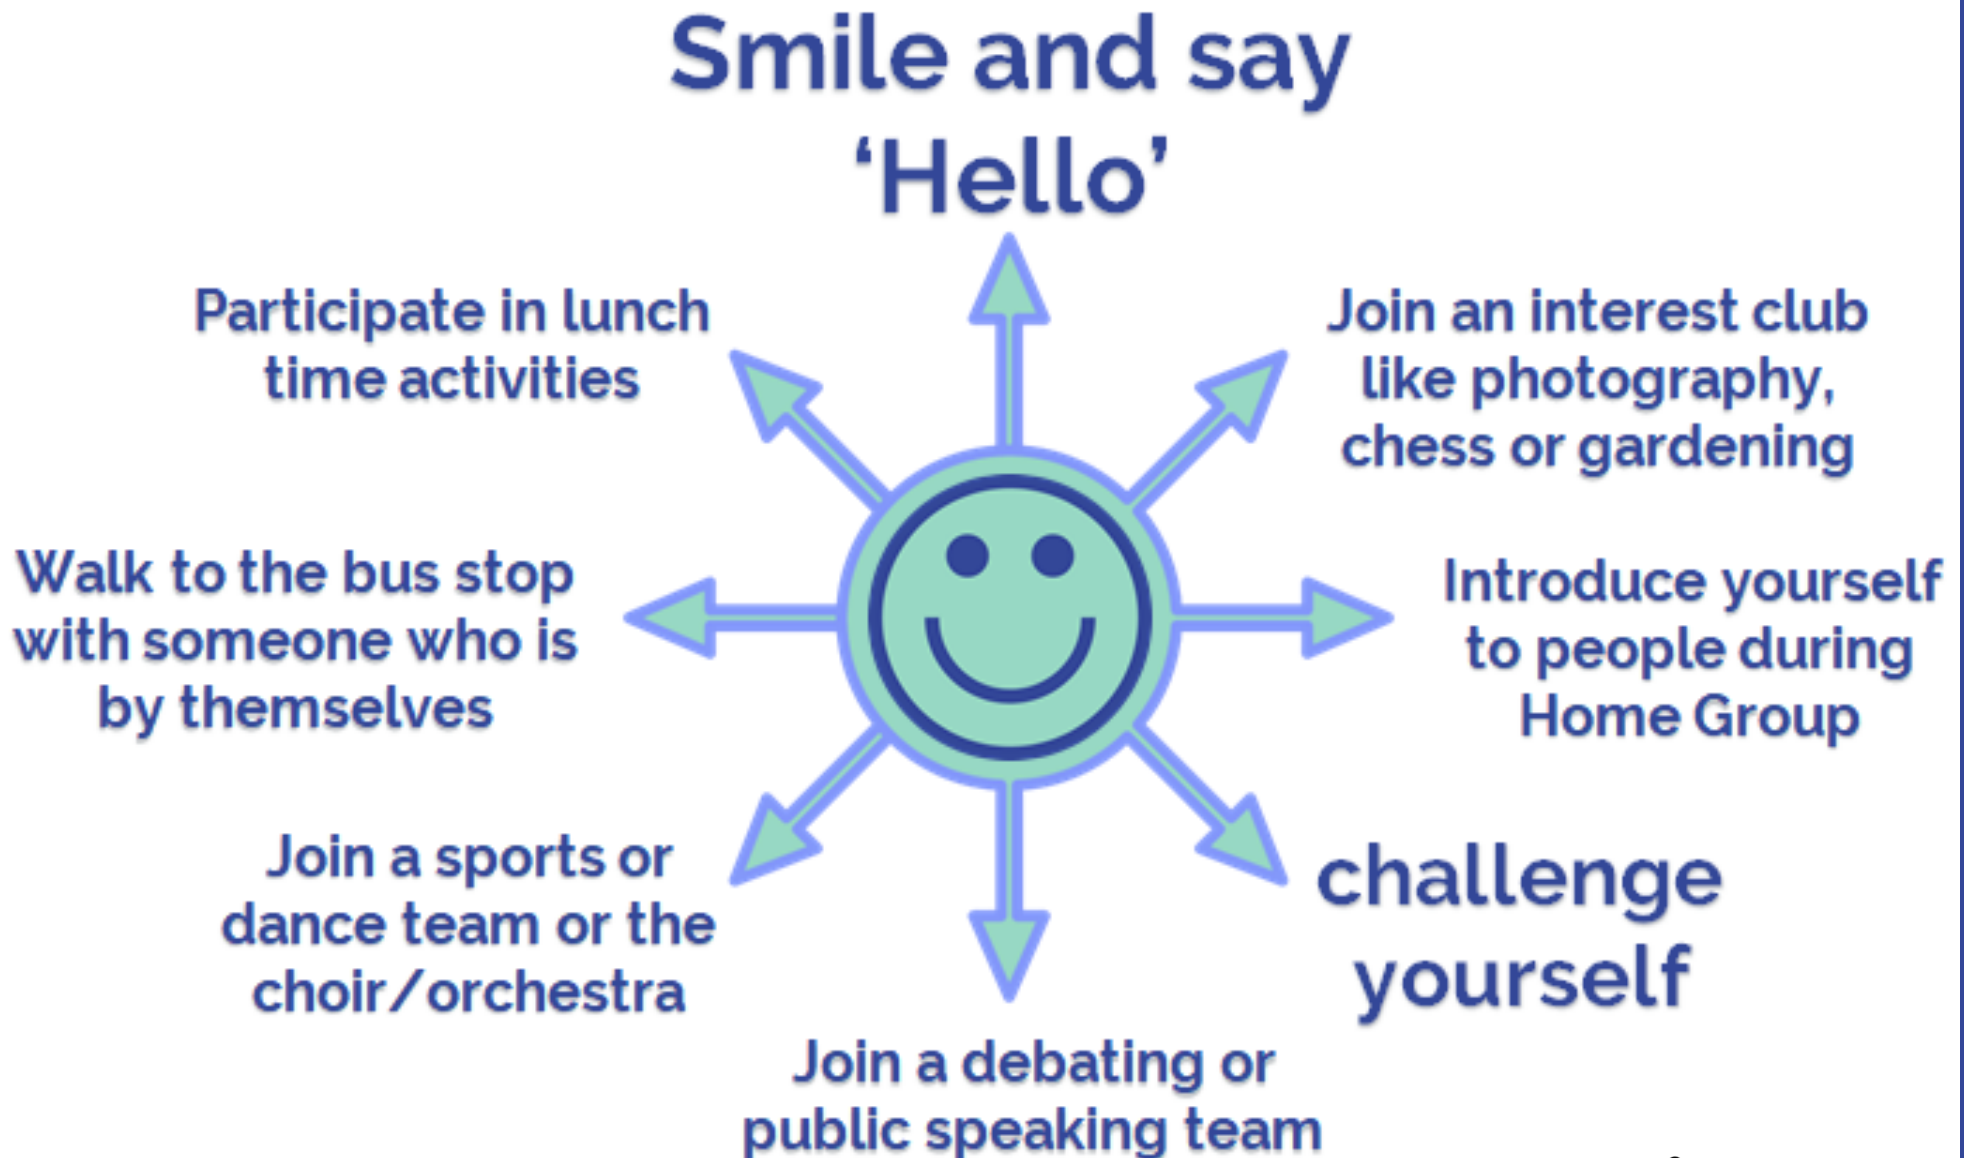 Smile and say
‘Hello’
Participate in lunch
time activities
Join an interest club
like photography,
chess or gardening
Walk to the bus stop
with someone who is
by themselves
Introduce yourself
to people during
Home Group
Join a sports or
dance team or the
choir/orchestra
challenge
yourself
Join a debating or
public speaking team